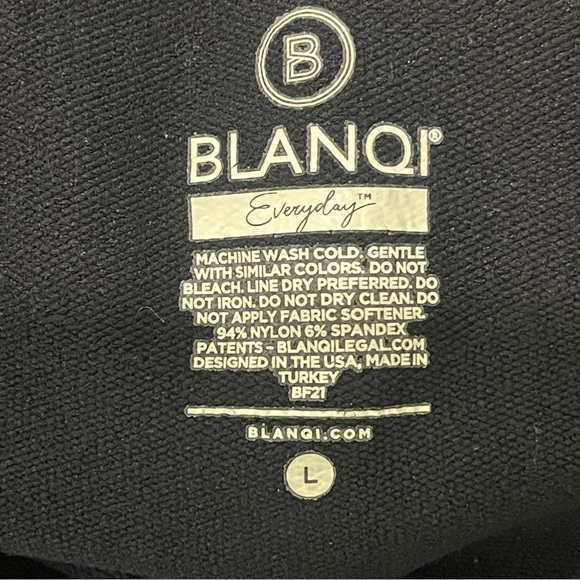 B
BLANQI®
Everyday™
MACHINE WASH COLD. GENTLE
WITH SIMILAR COLORS. DO NOT
BLEACH. LINE DRY PREFERRED. DO
NOT IRON. DO NOT DRY CLEAN. DO
NOT APPLY FABRIC SOFTENER.
94% NYLON 6% SPANDEX
PATENTS – BLANQILEGAL.COM
DESIGNED IN THE USA, MADE IN
TURKEY
BF21
BLANQI.COM
L